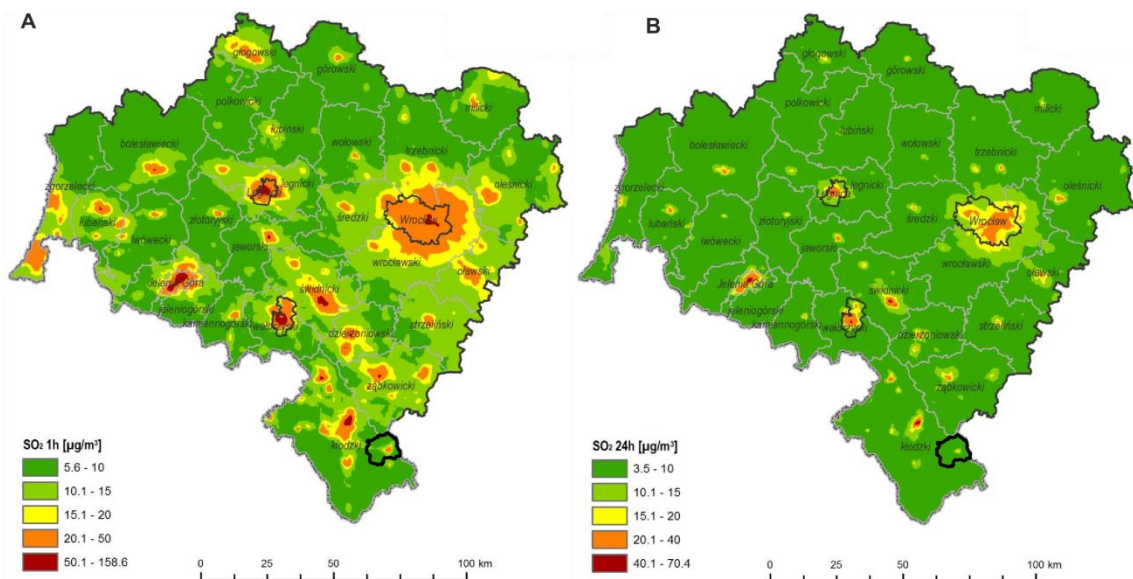 A
głogowski
górowski
polkowicki
milicki
lubiński
bolesławiecki
wołowski
trzebnicki
zgorzelecki
legnicki
Legnica
oleśnicki
lubański
złotoryjski
średzki
Wrocław
lwówecki
jaworski
wrocławski
oławski
Jelenia Góra
świdnicki
jeleniogórski
kamiennogórski
wałbrzyski
strzeliński
dzierżoniowski
ząbkowicki
kłodzki
SO₂ 1h [µg/m³]
5.6 - 10
10.1 - 15
15.1 - 20
20.1 - 50
50.1 - 158.6
0 25 50 100 km
B
głogowski
górowski
polkowicki
milicki
lubiński
bolesławiecki
wołowski
trzebnicki
zgorzelecki
legnicki
Legnica
oleśnicki
lubański
złotoryjski
średzki
Wrocław
lwówecki
jaworski
wrocławski
oławski
Jelenia Góra
świdnicki
jeleniogórski
kamiennogórski
wałbrzyski
strzeliński
dzierżoniowski
ząbkowicki
kłodzki
SO₂ 24h [µg/m³]
3.5 - 10
10.1 - 15
15.1 - 20
20.1 - 40
40.1 - 70.4
0 25 50 100 km